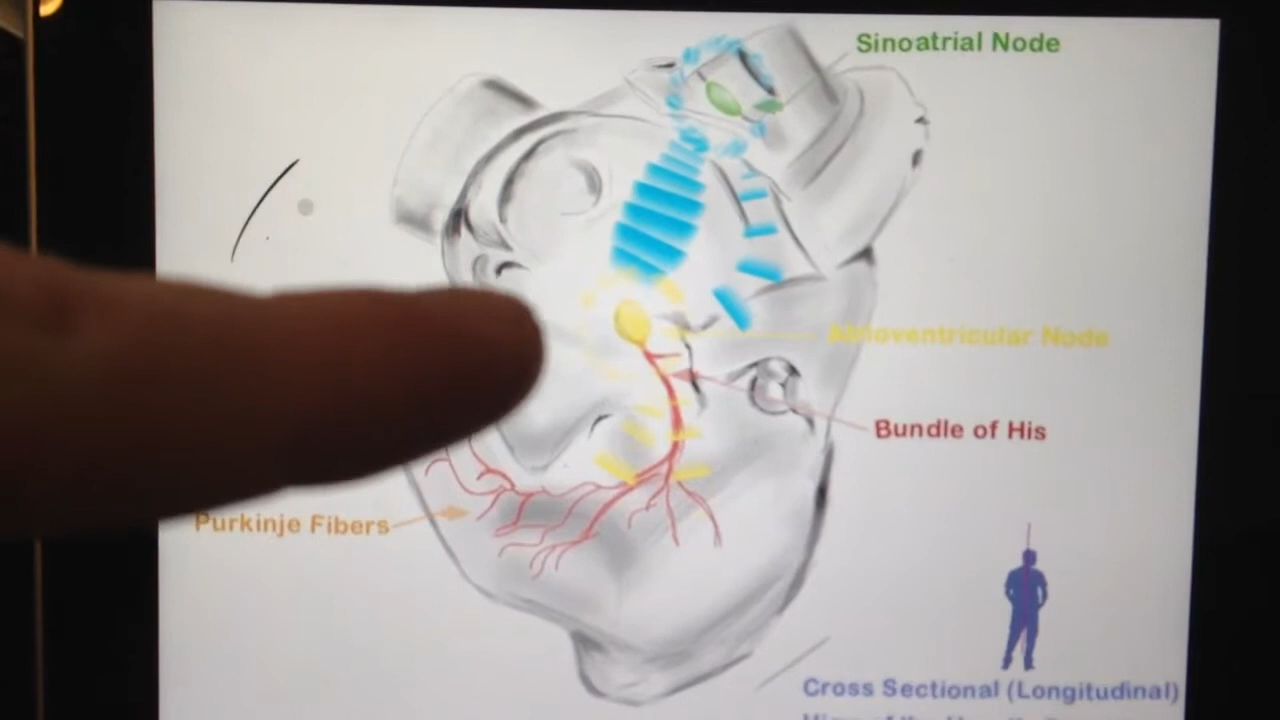 Sinoatrial Node
Atrioventricular Node
Bundle of His
Purkinje Fibers
Cross Sectional (Longitudinal)